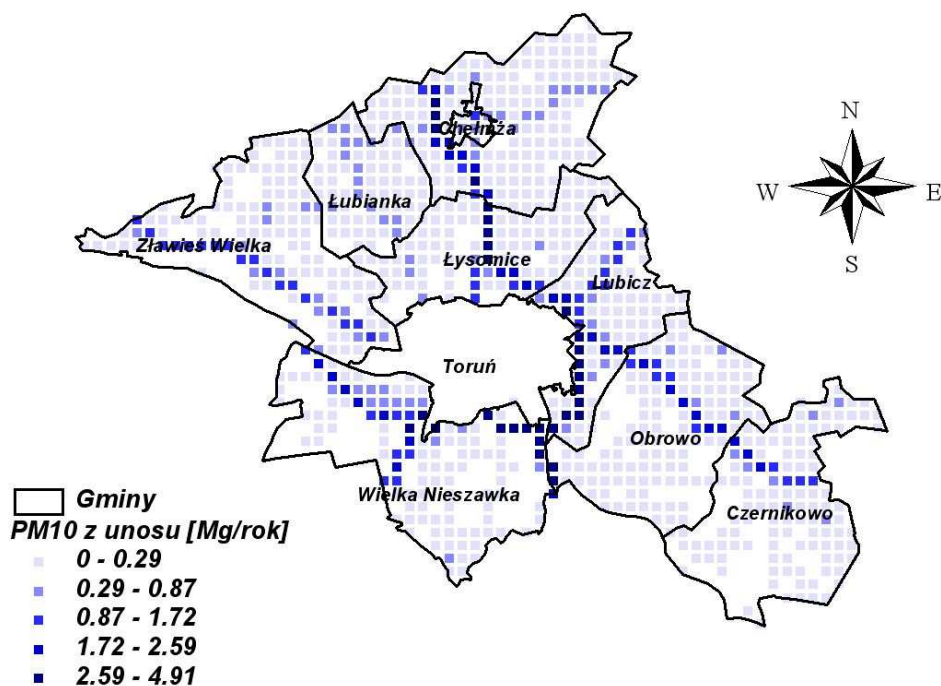 N
W
E
S
Chełmża
Łubianka
Zławieś Wielka
Łysomice
Lubicz
Toruń
Obrowo
Wielka Nieszawka
Czernikowo
Gminy
PM10 z unosu [Mg/rok]
0 - 0.29
0.29 - 0.87
0.87 - 1.72
1.72 - 2.59
2.59 - 4.91